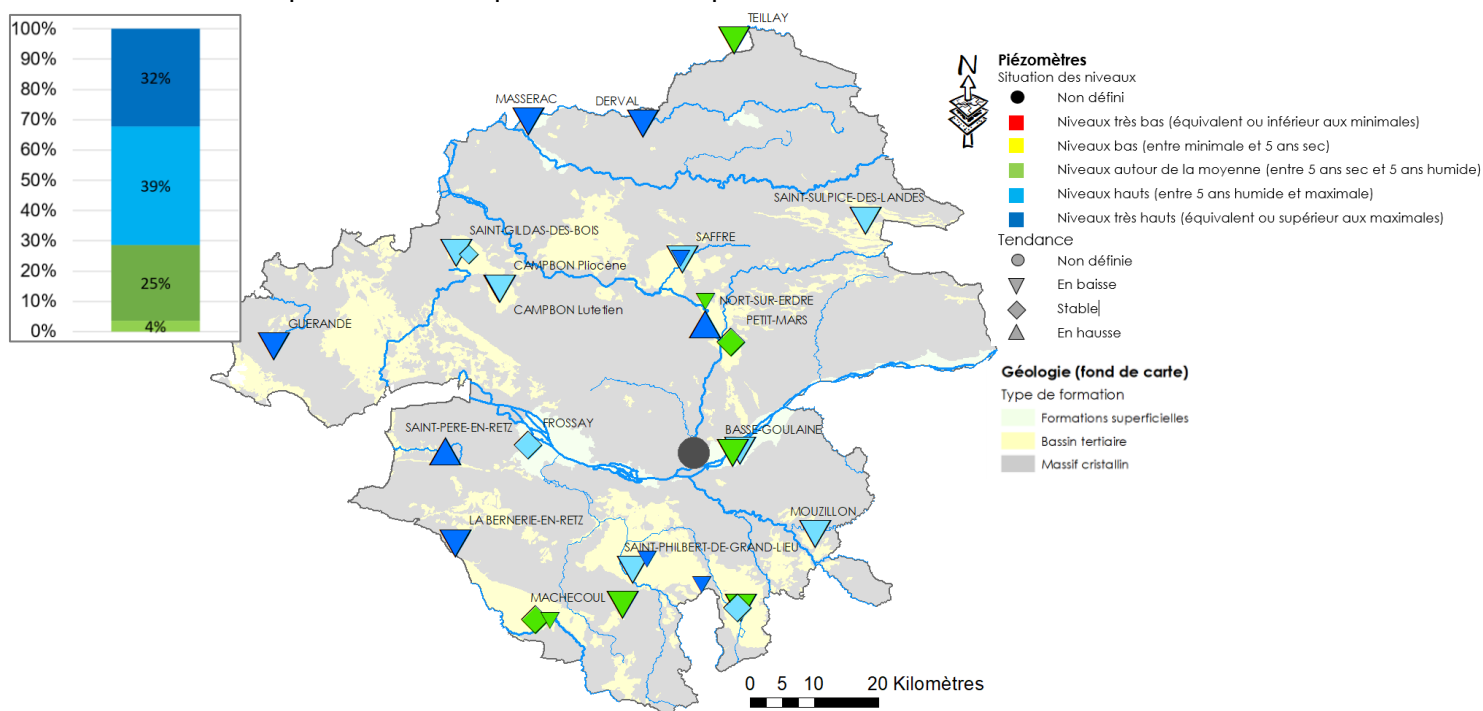 100%
90%
80%
70%
60%
50%
40%
30%
20%
10%
0%
32%
39%
25%
4%
TEILLAY
MASSERAC
DERVAL
SAINT-SULPICE-DES-LANDES
SAINT-GILDAS-DES-BOIS
SAFFRE
CAMPBON Pliocène
CAMPBON Lutetien
NORT-SUR-ERDRE
PETIT-MARS
GUERANDE
SAINT-PERE-EN-RETZ
FROSSAY
BASSE-GOULAINE
MOUZILLON
LA BERNERIE-EN-RETZ
SAINT-PHILBERT-DE-GRAND-LIEU
MACHECOUL
0 5 10 20 Kilomètres
N
Piézomètres
Situation des niveaux
Non défini
Niveaux très bas (équivalent ou inférieur aux minimales)
Niveaux bas (entre minimale et 5 ans sec)
Niveaux autour de la moyenne (entre 5 ans sec et 5 ans humide)
Niveaux hauts (entre 5 ans humide et maximale)
Niveaux très hauts (équivalent ou supérieur aux maximales)
Tendance
Non définie
En baisse
Stable
En hausse
Géologie (fond de carte)
Type de formation
Formations superficielles
Bassin tertiaire
Massif cristallin